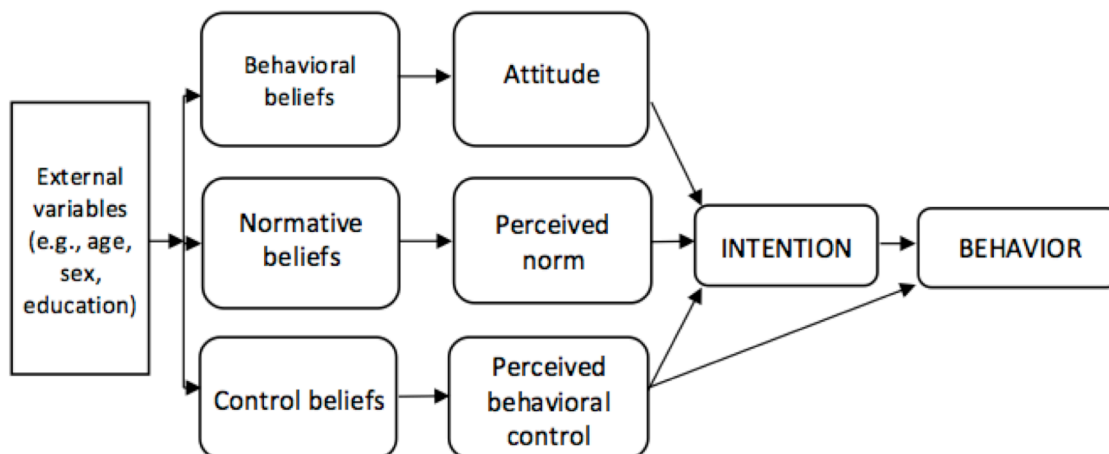 External
variables
(e.g., age,
sex,
education)
Behavioral
beliefs
Attitude
Normative
beliefs
Perceived
norm
Control beliefs
Perceived
behavioral
control
INTENTION
BEHAVIOR